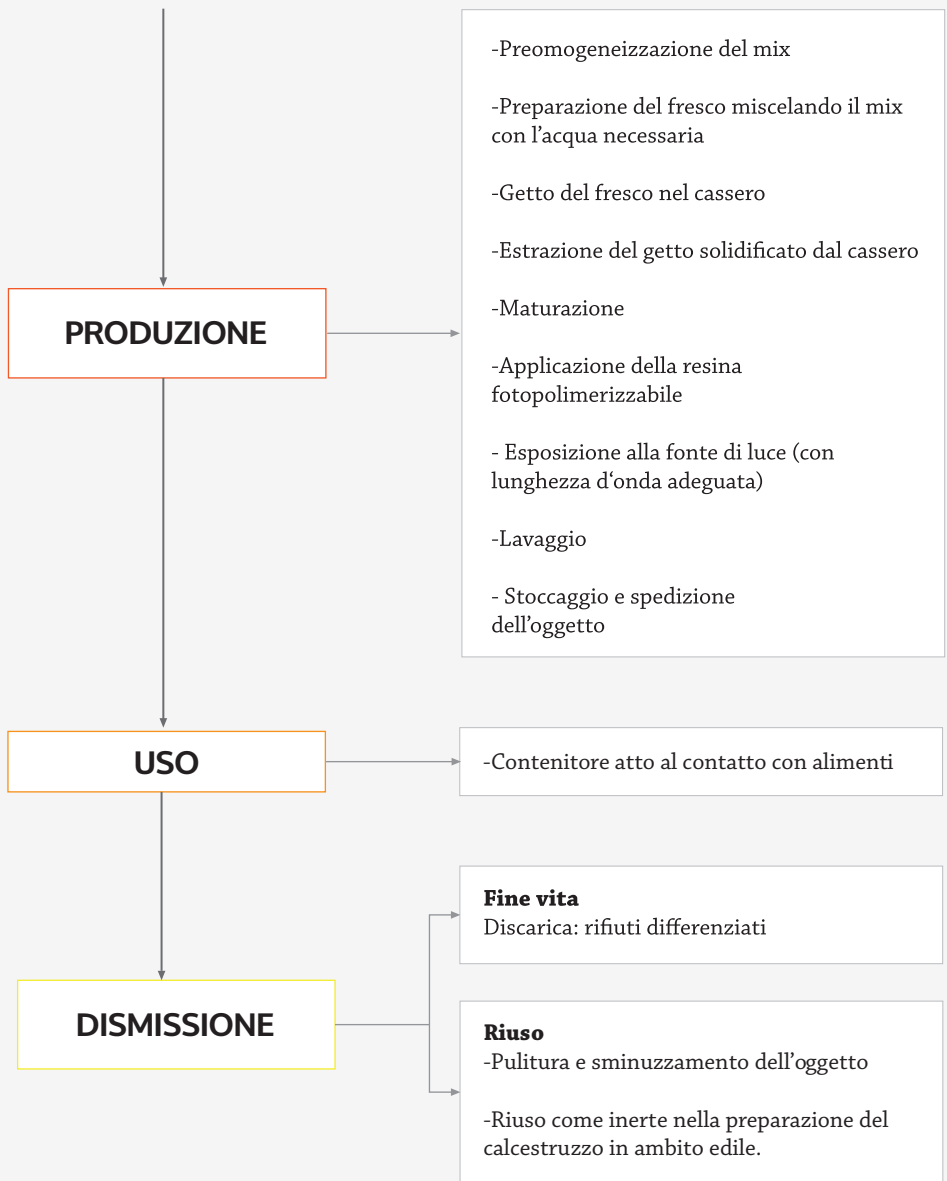 PRODUZIONE
-Preomogeneizzazione del mix
-Preparazione del fresco miscelando il mix
con l’acqua necessaria
-Getto del fresco nel cassero
-Estrazione del getto solidificato dal cassero
-Maturazione
-Applicazione della resina
fotopolimerizzabile
- Esposizione alla fonte di luce (con
lunghezza d‘onda adeguata)
-Lavaggio
- Stoccaggio e spedizione
dell’oggetto
USO
-Contenitore atto al contatto con alimenti
DISMISSIONE
Fine vita
Discarica: rifiuti differenziati
Riuso
-Pulitura e sminuzzamento dell’oggetto
-Riuso come inerte nella preparazione del
calcestruzzo in ambito edile.